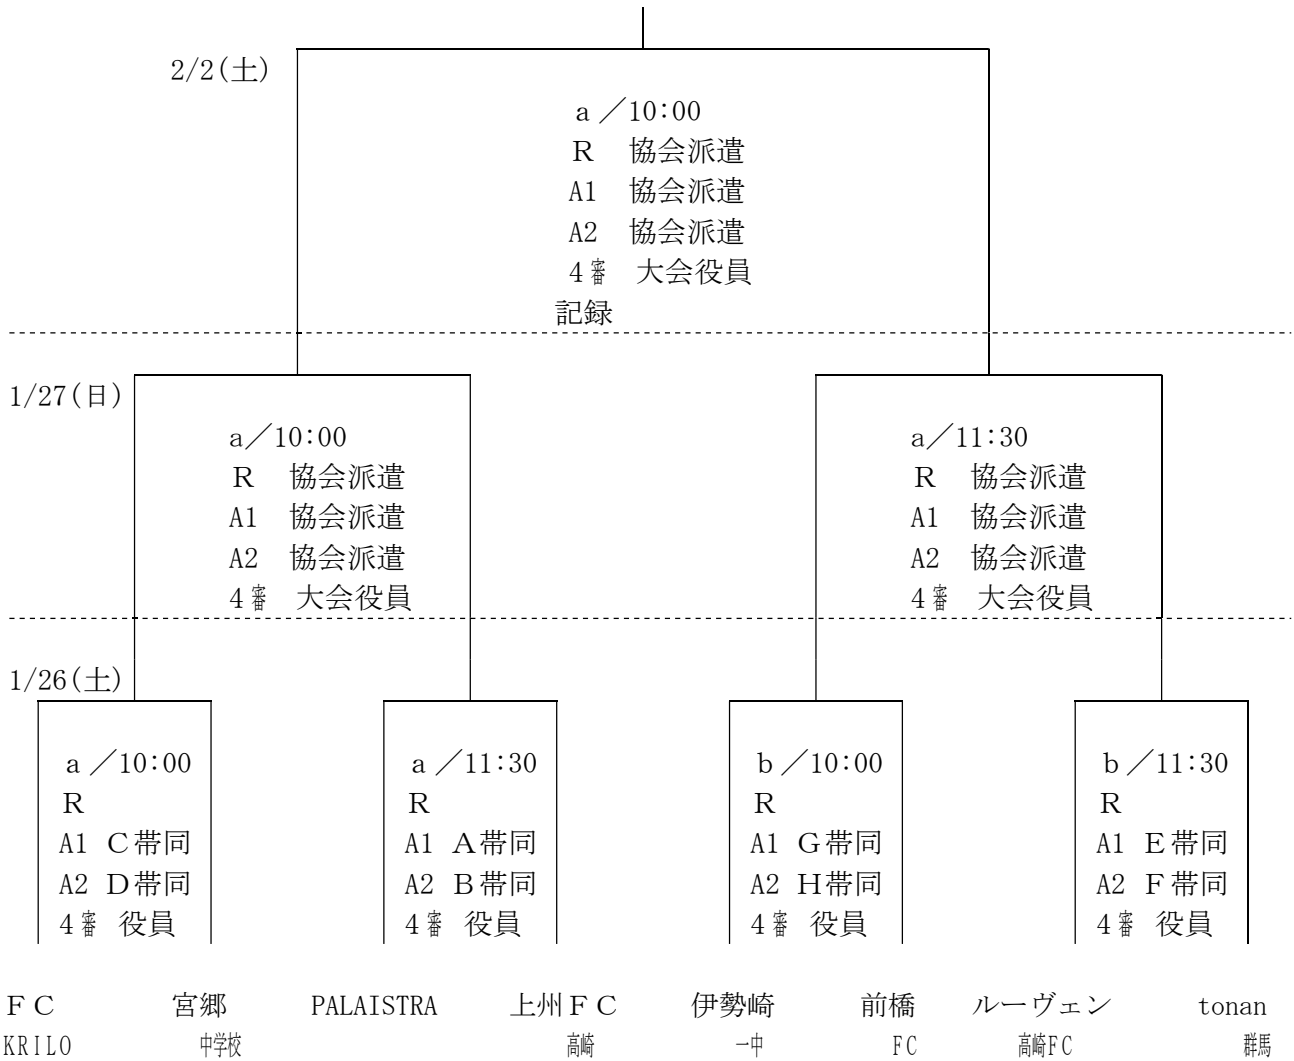 2/2(土)
a ／10:00
R 協会派遣
A1 協会派遣
A2 協会派遣
4審 大会役員
記録
1/27(日)
a／10:00
R 協会派遣
A1 協会派遣
A2 協会派遣
4審 大会役員
a／11:30
R 協会派遣
A1 協会派遣
A2 協会派遣
4審 大会役員
1/26(土)
a ／10:00
R
A1 C帯同
A2 D帯同
4審 役員
a ／11:30
R
A1 A帯同
A2 B帯同
4審 役員
b ／10:00
R
A1 G帯同
A2 H帯同
4審 役員
b ／11:30
R
A1 E帯同
A2 F帯同
4審 役員
ＦＣ 宮郷 PALAISTRA 上州ＦＣ 伊勢崎 前橋 ルーヴェン tonan
KRILO 中学校 高崎 一中 FC 高崎FC 群馬